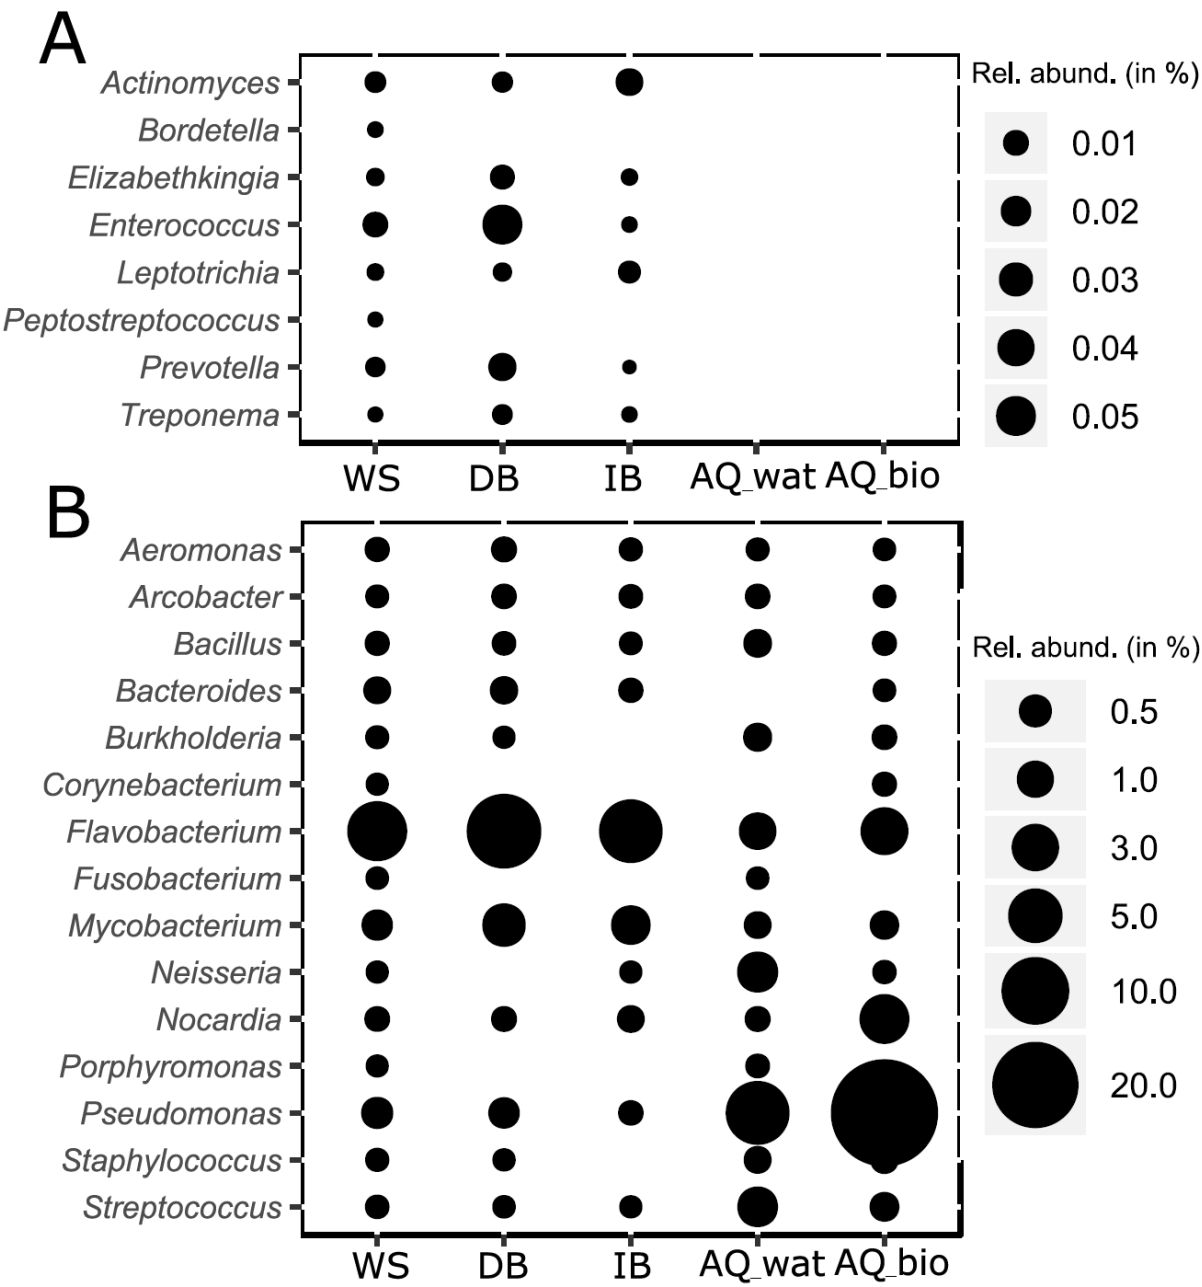 A
Actinomyces
Bordetella
Elizabethkingia
Enterococcus
Leptotrichia
Peptostreptococcus
Prevotella
Treponema
WS DB IB AQ_wat AQ_bio
Rel. abund. (in %)
0.01
0.02
0.03
0.04
0.05
B
Aeromonas
Arcobacter
Bacillus
Bacteroides
Burkholderia
Corynebacterium
Flavobacterium
Fusobacterium
Mycobacterium
Neisseria
Nocardia
Porphyromonas
Pseudomonas
Staphylococcus
Streptococcus
WS DB IB AQ_wat AQ_bio
Rel. abund. (in %)
0.5
1.0
3.0
5.0
10.0
20.0